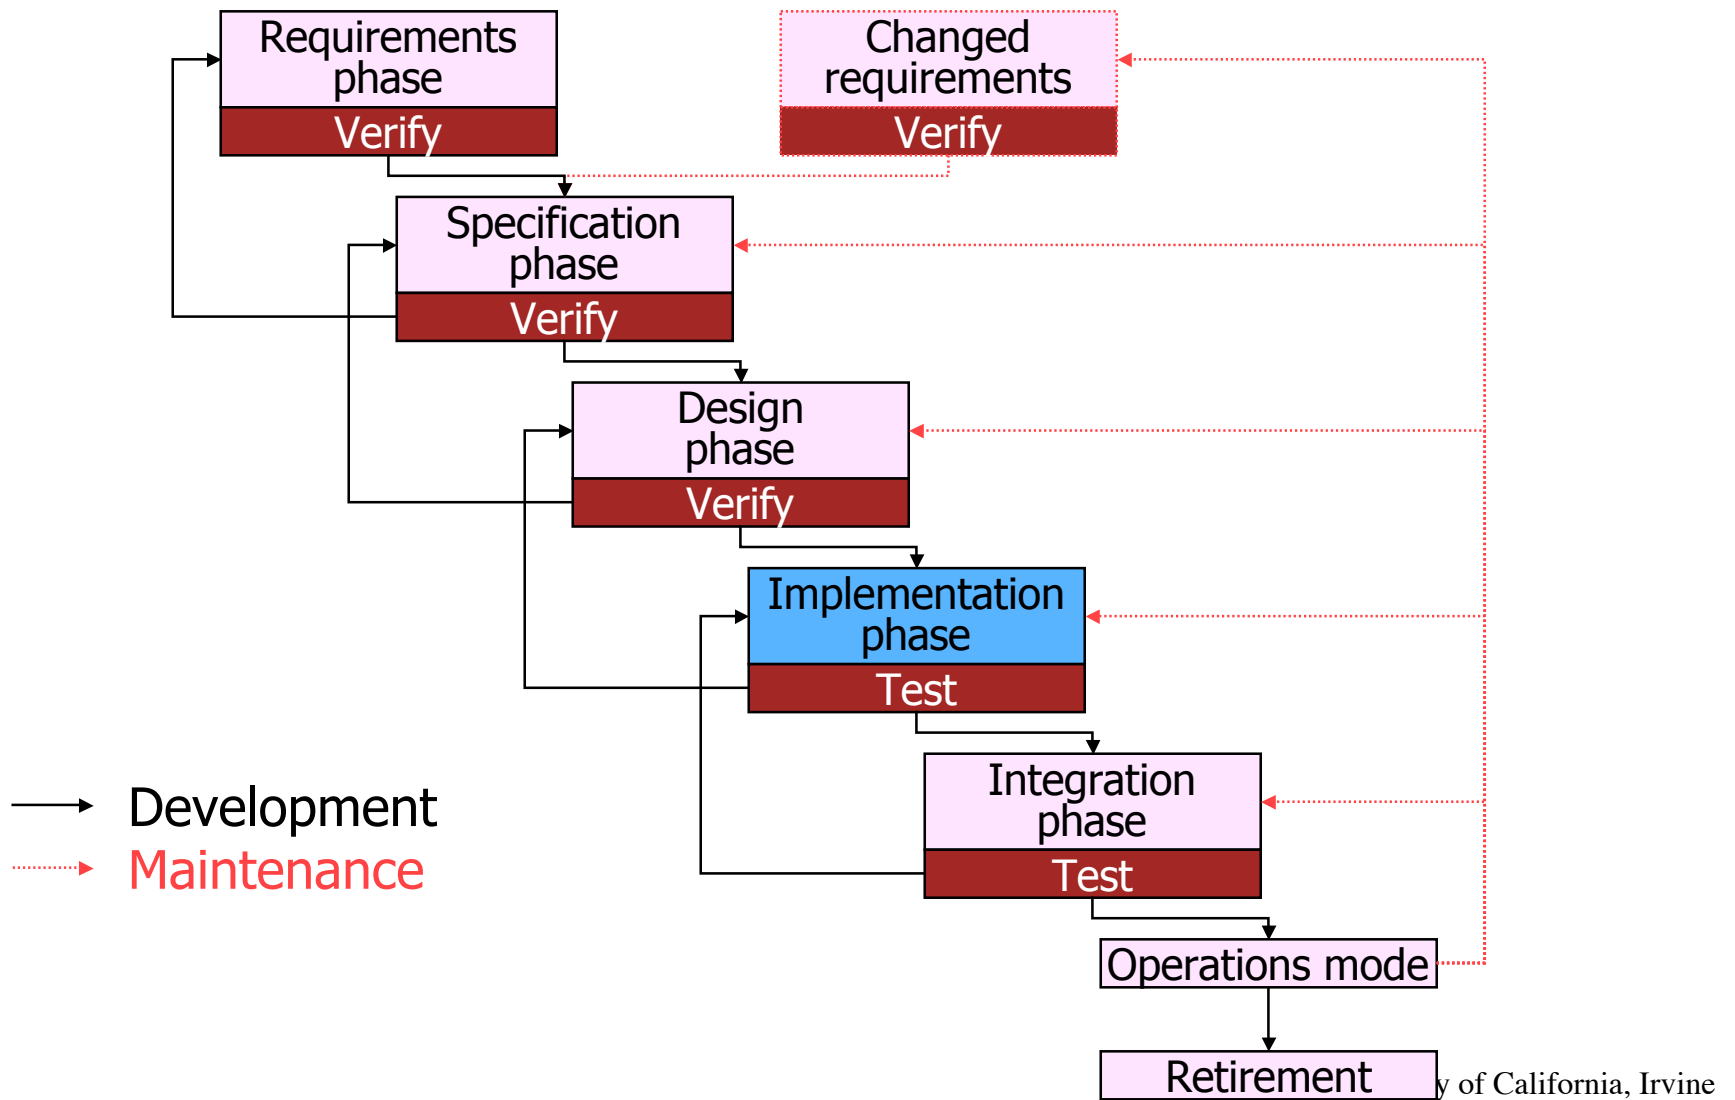 Requirements
phase
Verify
Changed
requirements
Verify
Specification
phase
Verify
Design
phase
Verify
Implementation
phase
Test
Integration
phase
Test
Development
Maintenance
Operations mode
Retirement
of California, Irvine